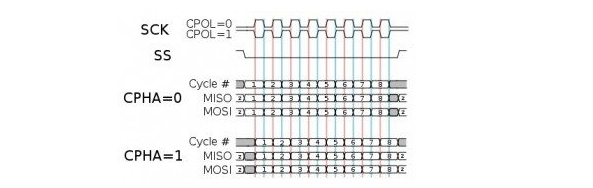 SCK CPOL=0
CPOL=1
SS
Cycle # 1 2 3 4 5 6 7 8
CPHA=0 MISO z 1 2 3 4 5 6 7 8 z
MOSI z 1 2 3 4 5 6 7 8 z
Cycle # 1 2 3 4 5 6 7 8
CPHA=1 MISO z 1 2 3 4 5 6 7 8 z
MOSI z 1 2 3 4 5 6 7 8 z